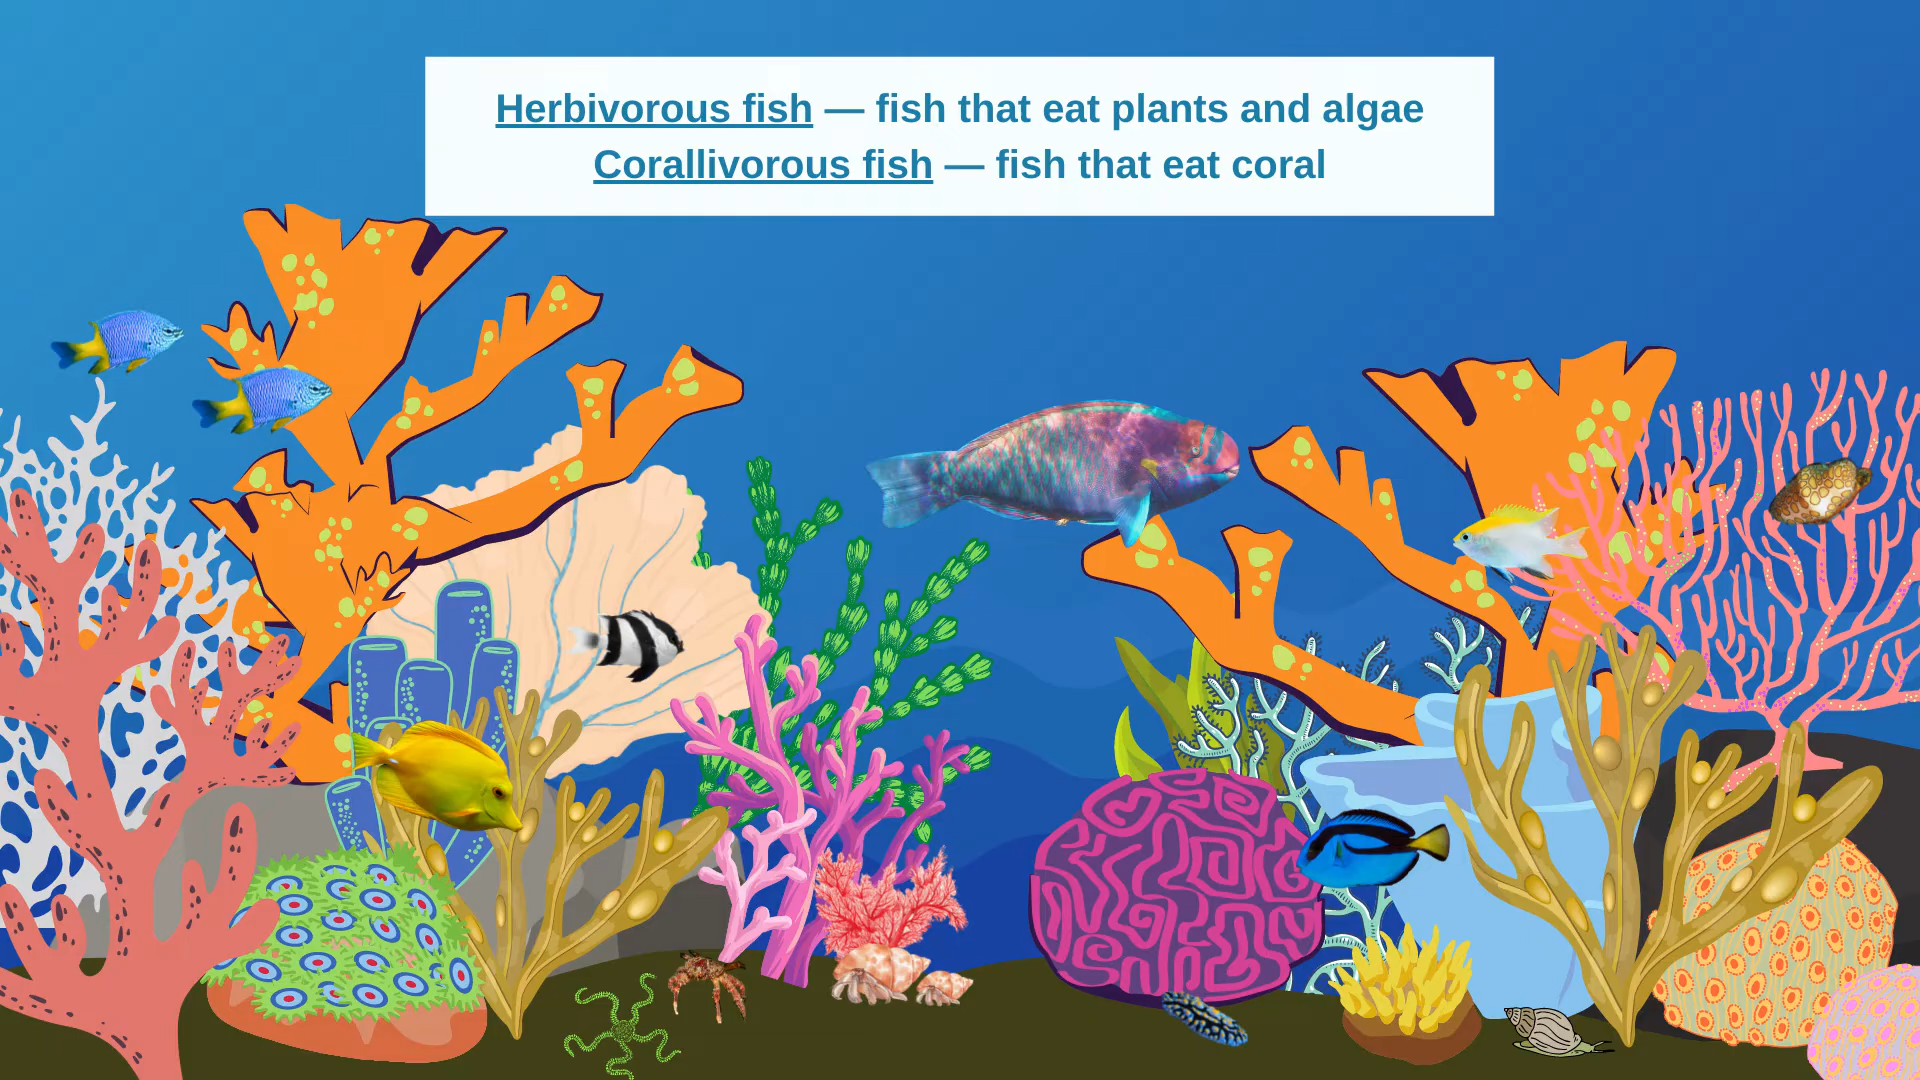 Herbivorous fish — fish that eat plants and algae
Corallivorous fish — fish that eat coral